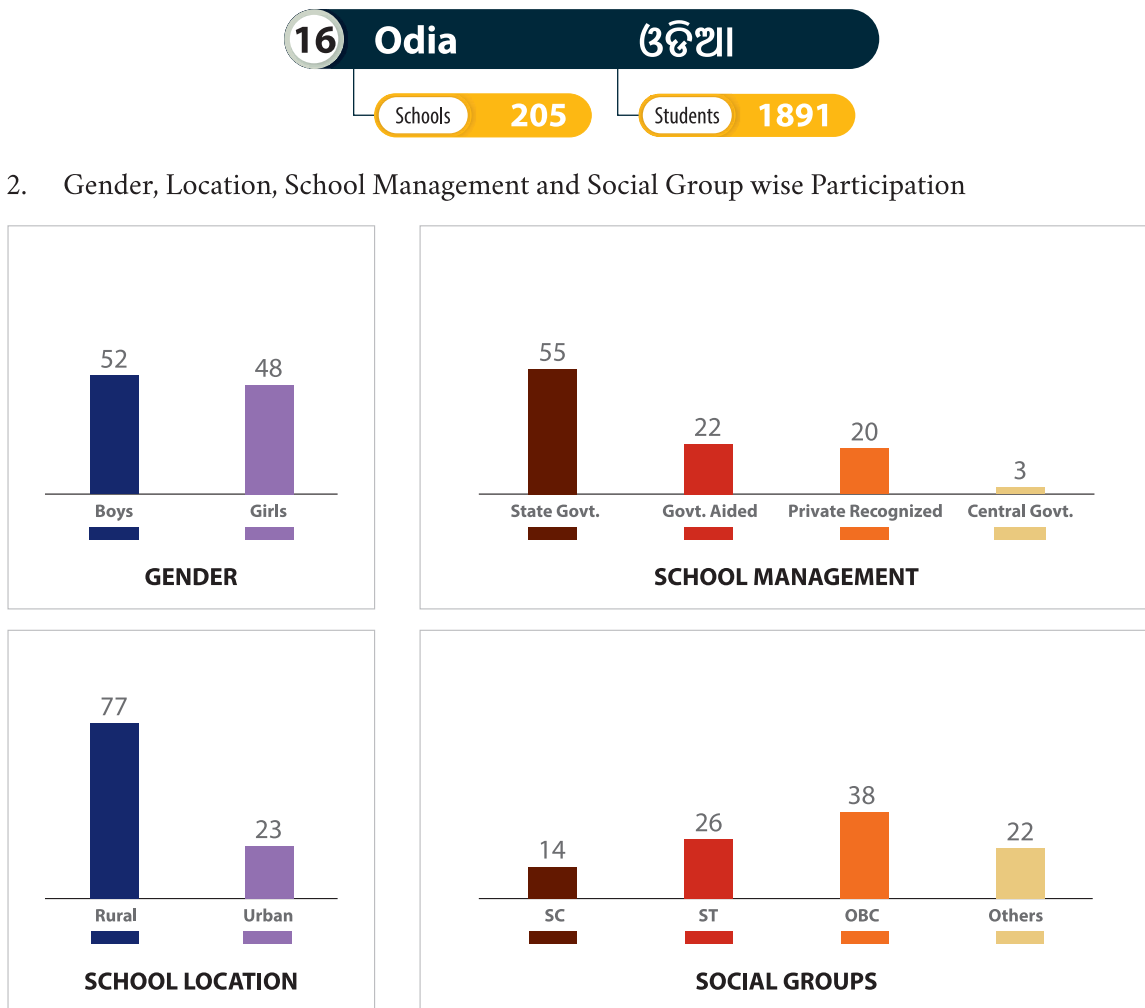 16 Odia ଓଡିଆ
Schools 205 Students 1891
2. Gender, Location, School Management and Social Group wise Participation
52 48
Boys Girls
GENDER
55 22 20 3
State Govt. Govt. Aided Private Recognized Central Govt.
SCHOOL MANAGEMENT
77 23
Rural Urban
SCHOOL LOCATION
14 26 38 22
SC ST OBC Others
SOCIAL GROUPS